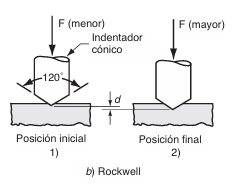 F (menor)
F (mayor)
Indentador
cónico
120°
d
Posición inicial
1)
Posición final
2)
b) Rockwell